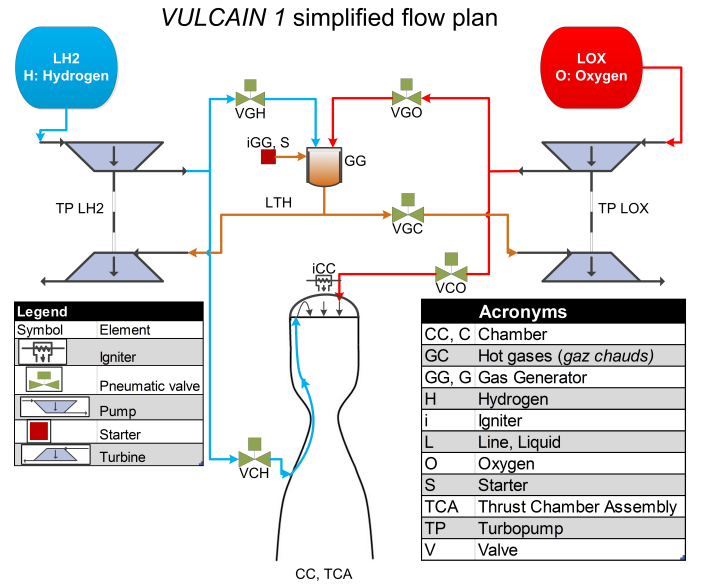 VULCAIN 1 simplified flow plan
LH2
H: Hydrogen
LOX
O: Oxygen
VGH
VGO
iGG, S
GG
TP LH2
LTH
VGC
TP LOX
iCC
VCO
Legend
Symbol Element
Igniter
Pneumatic valve
Pump
Starter
Turbine
VCH
CC, TCA
Acronyms
CC, C Chamber
GC Hot gases (gaz chauds)
GG, G Gas Generator
H Hydrogen
i Igniter
L Line, Liquid
O Oxygen
S Starter
TCA Thrust Chamber Assembly
TP Turbopump
V Valve